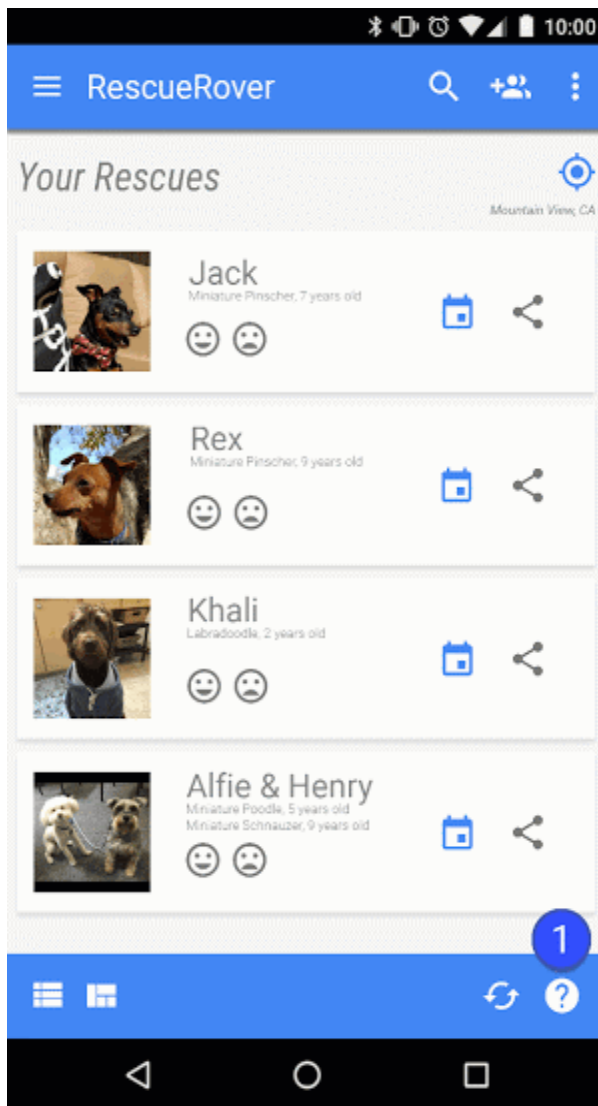 10:00
RescueRover
Your Rescues
Mountain View, CA
Jack
Miniature Pinscher, 7 years old
Rex
Miniature Pinscher, 9 years old
Khali
Labradoodle, 2 years old
Alfie & Henry
Miniature Poodle, 5 years old
Miniature Schnauzer, 9 years old
1
?